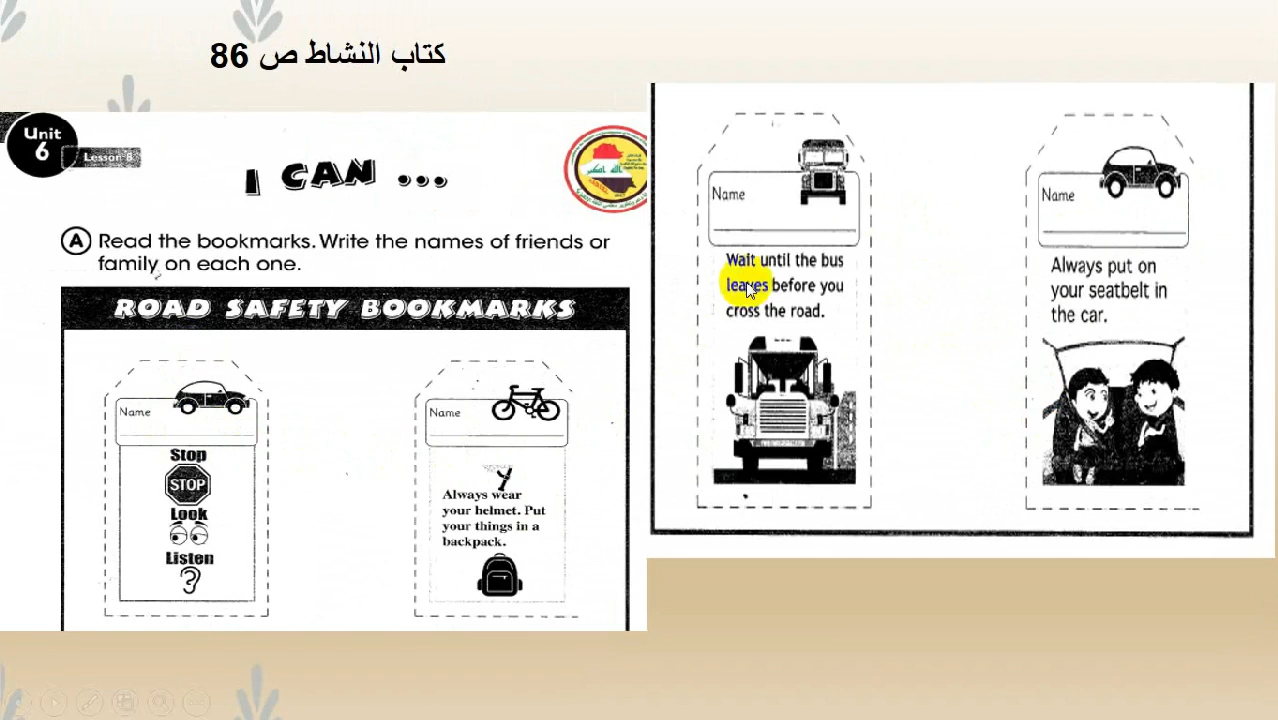 كتاب النشاط ص 86
Unit
6
Lesson 8
I CAN ...
A Read the bookmarks. Write the names of friends or
family on each one.
ROAD SAFETY BOOKMARKS
Name
Stop
STOP
Look
Listen
Name
Always wear
your helmet. Put
your things in a
backpack.
Name
Wait until the bus
leaves before you
cross the road.
Name
Always put on
your seatbelt in
the car.